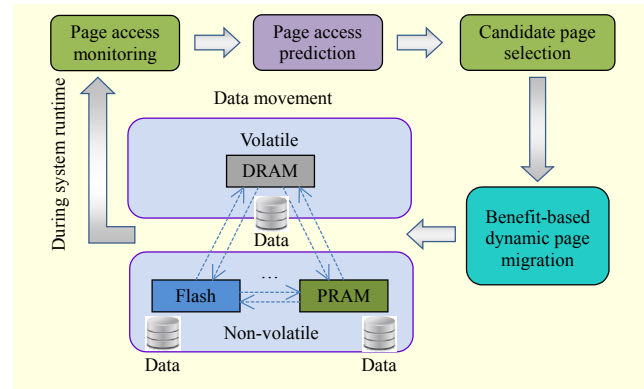 Page access
monitoring
Page access
prediction
Candidate page
selection
Data movement
During system runtime
Volatile
DRAM
Data
Benefit-based
dynamic page
migration
...
Flash
PRAM
Non-volatile
Data
Data